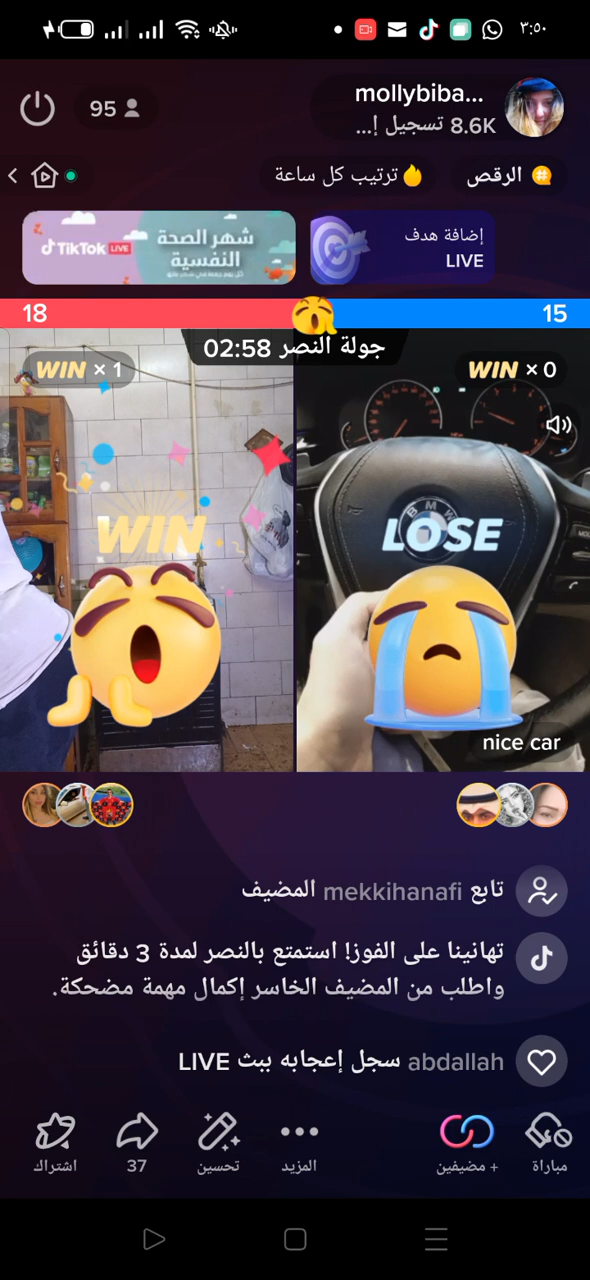 ٣:٥٠
mollybiba...
8.6K تسجيل إ...
95
الرقص
ترتيب كل ساعة
إضافة هدف
LIVE
TikTok LIVE
شهر الصحة
النفسية
18
15
جولة النصر 02:58
WIN × 1
WIN × 0
WIN
LOSE
BMW
nice car
تابع mekkihanafi المضيف
تهانينا على الفوز! استمتع بالنصر لمدة 3 دقائق
واطلب من المضيف الخاسر إكمال مهمة مضحكة.
abdallah سجل إعجابه ببث LIVE
مباراة
+ مضيفين
المزيد
تحسين
37
اشتراك